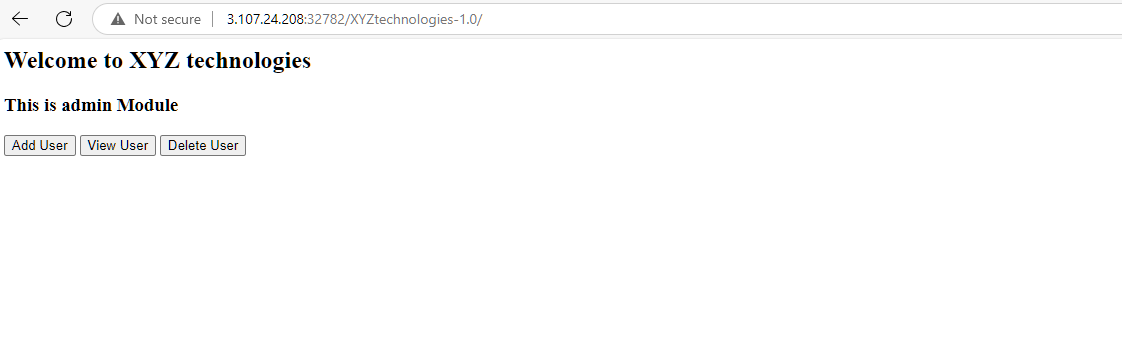 Not secure 3.107.24.208:32782/XYZtechnologies-1.0/
Welcome to XYZ technologies
This is admin Module
Add User View User Delete User